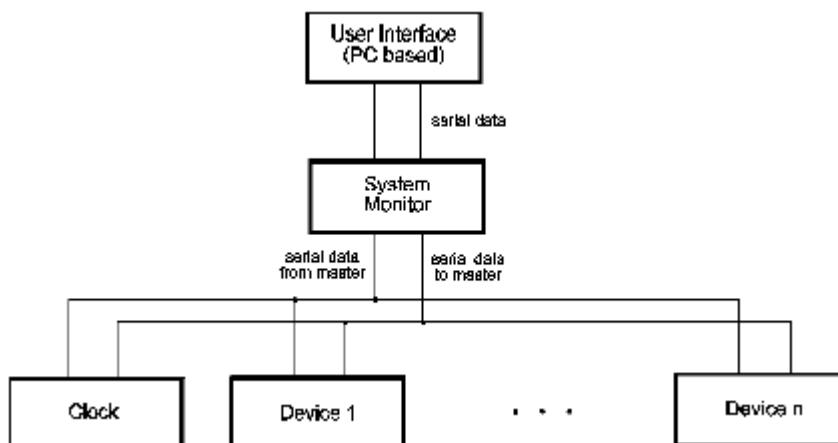 User Interface
(PC based)
serial data
System
Monitor
serial data
from master
serial data
to master
Clock
Device 1
. . .
Device n